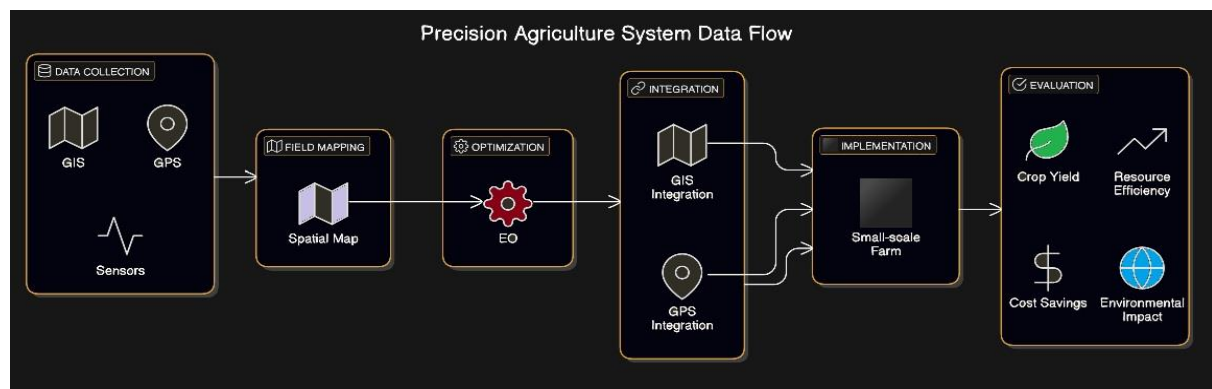 Precision Agriculture System Data Flow
DATA COLLECTION
GIS
GPS
Sensors
FIELD MAPPING
Spatial Map
OPTIMIZATION
EO
INTEGRATION
GIS
Integration
GPS
Integration
IMPLEMENTATION
Small-scale
Farm
EVALUATION
Crop Yield
Resource
Efficiency
Cost Savings
Environmental
Impact